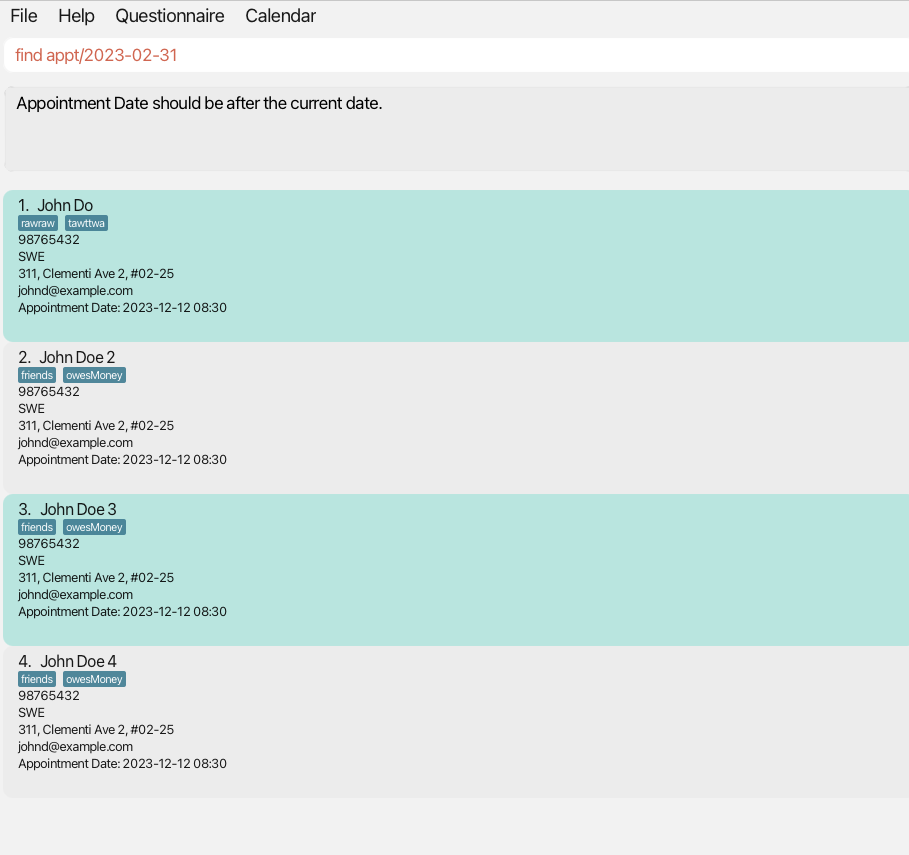 File Help Questionnaire Calendar
find appt/2023-02-31
Appointment Date should be after the current date.
1. John Do
rawraw tawttwa
98765432
SWE
311, Clementi Ave 2, #02-25
johnd@example.com
Appointment Date: 2023-12-12 08:30
2. John Doe 2
friends owesMoney
98765432
SWE
311, Clementi Ave 2, #02-25
johnd@example.com
Appointment Date: 2023-12-12 08:30
3. John Doe 3
friends owesMoney
98765432
SWE
311, Clementi Ave 2, #02-25
johnd@example.com
Appointment Date: 2023-12-12 08:30
4. John Doe 4
friends owesMoney
98765432
SWE
311, Clementi Ave 2, #02-25
johnd@example.com
Appointment Date: 2023-12-12 08:30